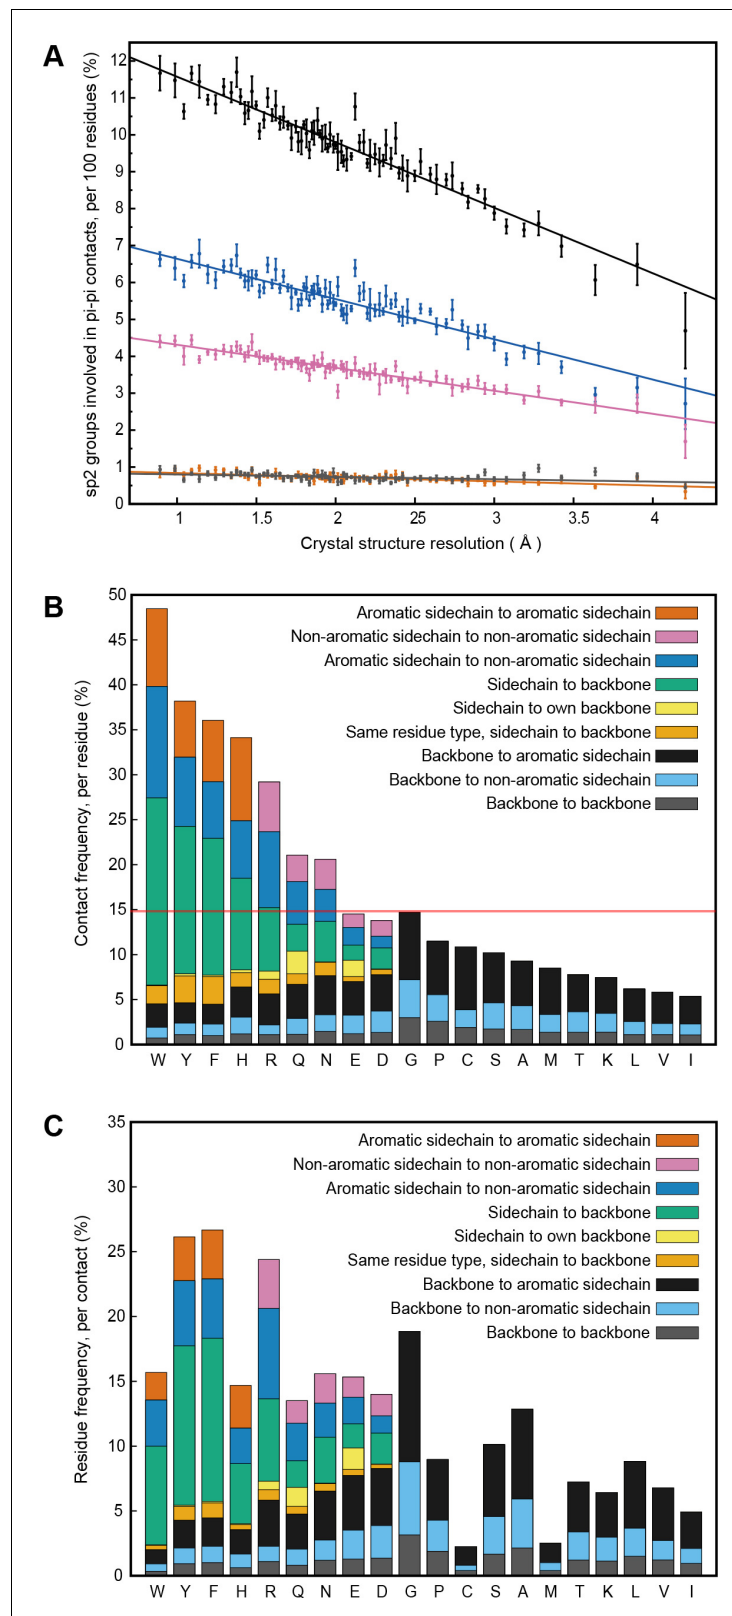 A
sp2 groups involved in pi-pi contacts, per 100 residues (%)
12
11
10
9
8
7
6
5
4
3
2
1
0
1 1.5 2 25 3 3.5 4
Crystal structure resolution ( Å )
B
Contact frequency, per residue (%)
50
45
40
35
30
25
20
15
10
5
0
Aromatic sidechain to aromatic sidechain
Non-aromatic sidechain to non-aromatic sidechain
Aromatic sidechain to non-aromatic sidechain
Sidechain to backbone
Sidechain to own backbone
Same residue type, sidechain to backbone
Backbone to aromatic sidechain
Backbone to non-aromatic sidechain
Backbone to backbone
W Y F H R Q N E D G P C S A M T K L V I
C
Residue frequency, per contact (%)
35
30
25
20
15
10
5
0
Aromatic sidechain to aromatic sidechain
Non-aromatic sidechain to non-aromatic sidechain
Aromatic sidechain to non-aromatic sidechain
Sidechain to backbone
Sidechain to own backbone
Same residue type, sidechain to backbone
Backbone to aromatic sidechain
Backbone to non-aromatic sidechain
Backbone to backbone
W Y F H R Q N E D G P C S A M T K L V I